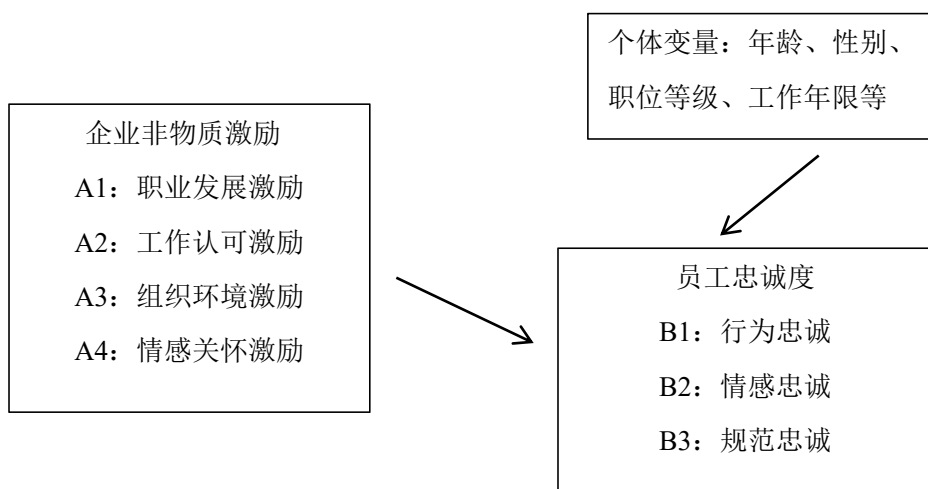 个体变量：年龄、性别、
职位等级、工作年限等
企业非物质激励
A1：职业发展激励
A2：工作认可激励
A3：组织环境激励
A4：情感关怀激励
员工忠诚度
B1：行为忠诚
B2：情感忠诚
B3：规范忠诚